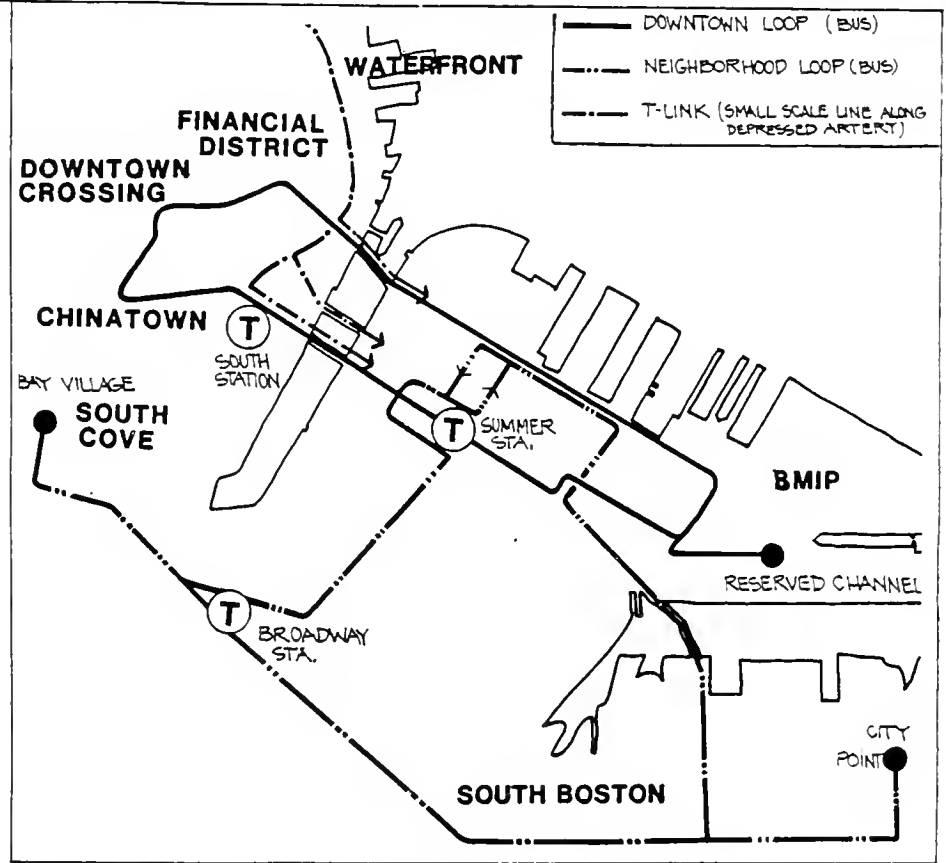 DOWNTOWN LOOP (BUS)
NEIGHBORHOOD LOOP (BUS)
T-LINK (SMALL SCALE LINE ALONG
DEPRESSED ARTERY)
WATERFRONT
FINANCIAL
DISTRICT
DOWNTOWN
CROSSING
CHINATOWN
T
SOUTH
STATION
BAY VILLAGE
SOUTH
COVE
T
SUMMER
STA.
BMIP
RESERVED CHANNEL
T
BROADWAY
STA.
CITY
POINT
SOUTH BOSTON